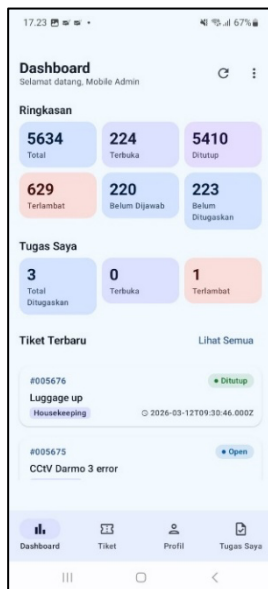 17.23 67%
Dashboard
Selamat datang, Mobile Admin
Ringkasan
5634 224 5410
Total Terbuka Ditutup
629 220 223
Terlambat Belum Dijawab Belum
Ditugaskan
Tugas Saya
3 0 1
Total Terbuka Terlambat
Ditugaskan
Tiket Terbaru Lihat Semua
#005676 Ditutup
Luggage up
Housekeeping 2026-03-12T09:30:46.000Z
#005675 Open
CCtV Darmo 3 error
Dashboard Tiket Profil Tugas Saya